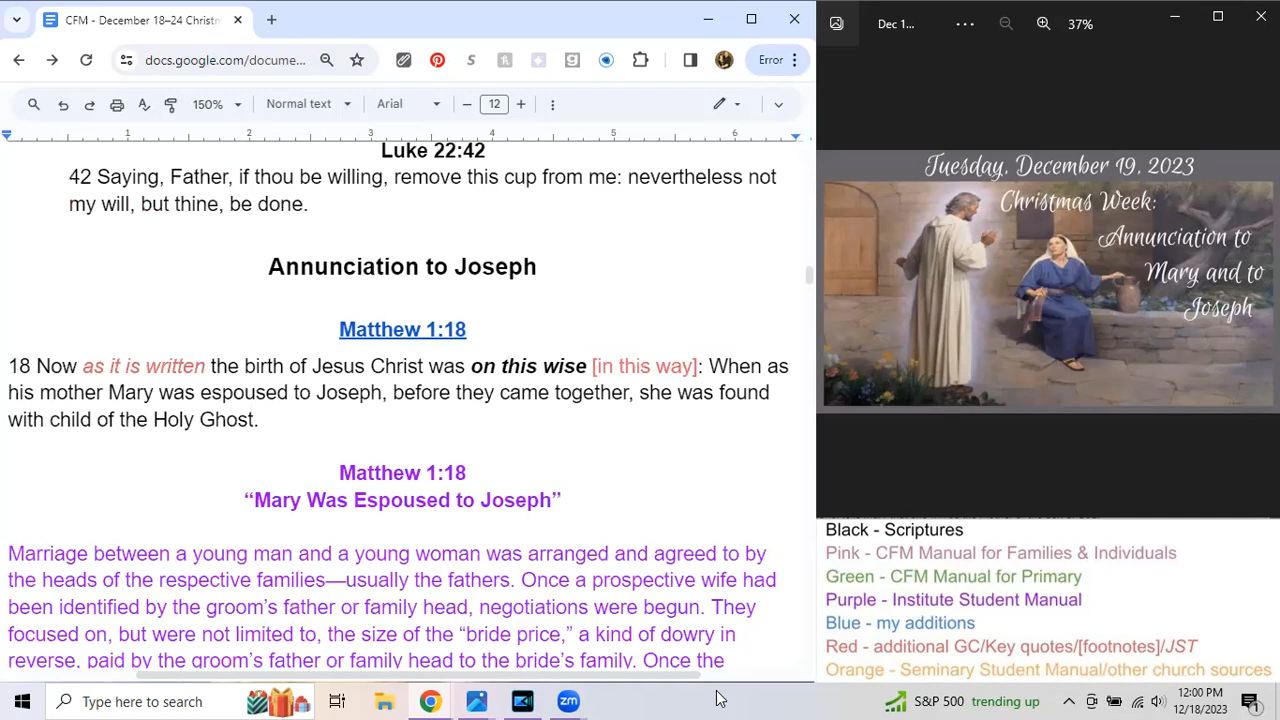 CFM - December 18–24 Christm
docs.google.com/docume...
Error
150%
Normal text
Arial
12
1 2 3 4 5 6
Luke 22:42
42 Saying, Father, if thou be willing, remove this cup from me: nevertheless not
my will, but thine, be done.
Annunciation to Joseph
Matthew 1:18
18 Now as it is written the birth of Jesus Christ was on this wise [in this way]: When as
his mother Mary was espoused to Joseph, before they came together, she was found
with child of the Holy Ghost.
Matthew 1:18
“Mary Was Espoused to Joseph”
Marriage between a young man and a young woman was arranged and agreed to by
the heads of the respective families—usually the fathers. Once a prospective wife had
been identified by the groom’s father or family head, negotiations were begun. They
focused on, but were not limited to, the size of the “bride price,” a kind of dowry in
reverse, paid by the groom’s father or family head to the bride’s family. Once the
Dec 1...
37%
Tuesday, December 19, 2023
Christmas Week:
Annunciation to
Mary and to
Joseph
Black - Scriptures
Pink - CFM Manual for Families & Individuals
Green - CFM Manual for Primary
Purple - Institute Student Manual
Blue - my additions
Red - additional GC/Key quotes/[footnotes]/JST
Orange - Seminary Student Manual/other church sources
Type here to search
zm
S&P 500 trending up
12:00 PM
12/18/2023
1